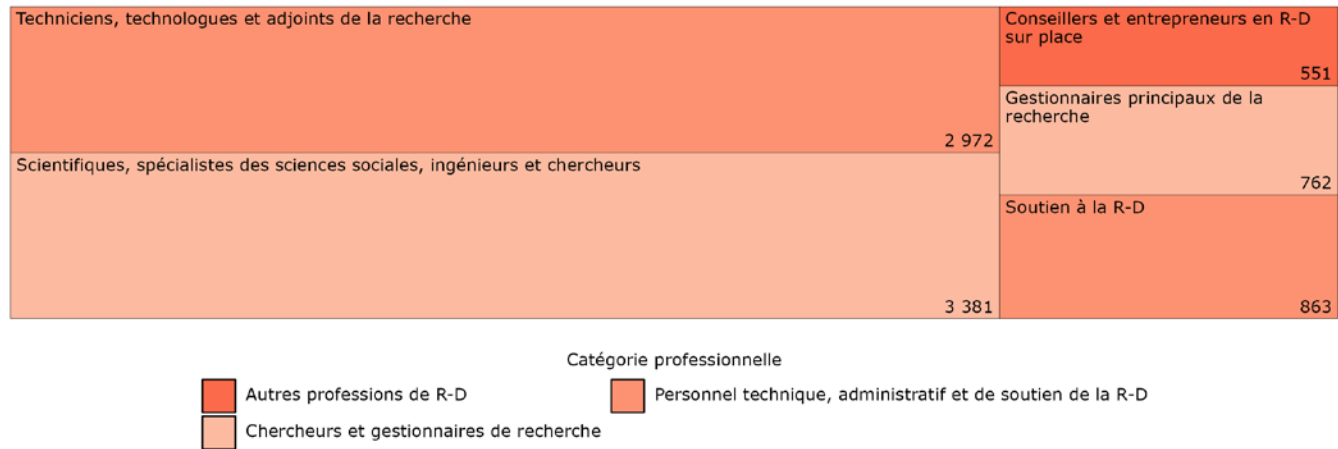 Techniciens, technologues et adjoints de la recherche
2 972
Scientifiques, spécialistes des sciences sociales, ingénieurs et chercheurs
3 381
Conseillers et entrepreneurs en R-D
sur place
551
Gestionnaires principaux de la
recherche
762
Soutien à la R-D
863
Catégorie professionnelle
Autres professions de R-D
Personnel technique, administratif et de soutien de la R-D
Chercheurs et gestionnaires de recherche